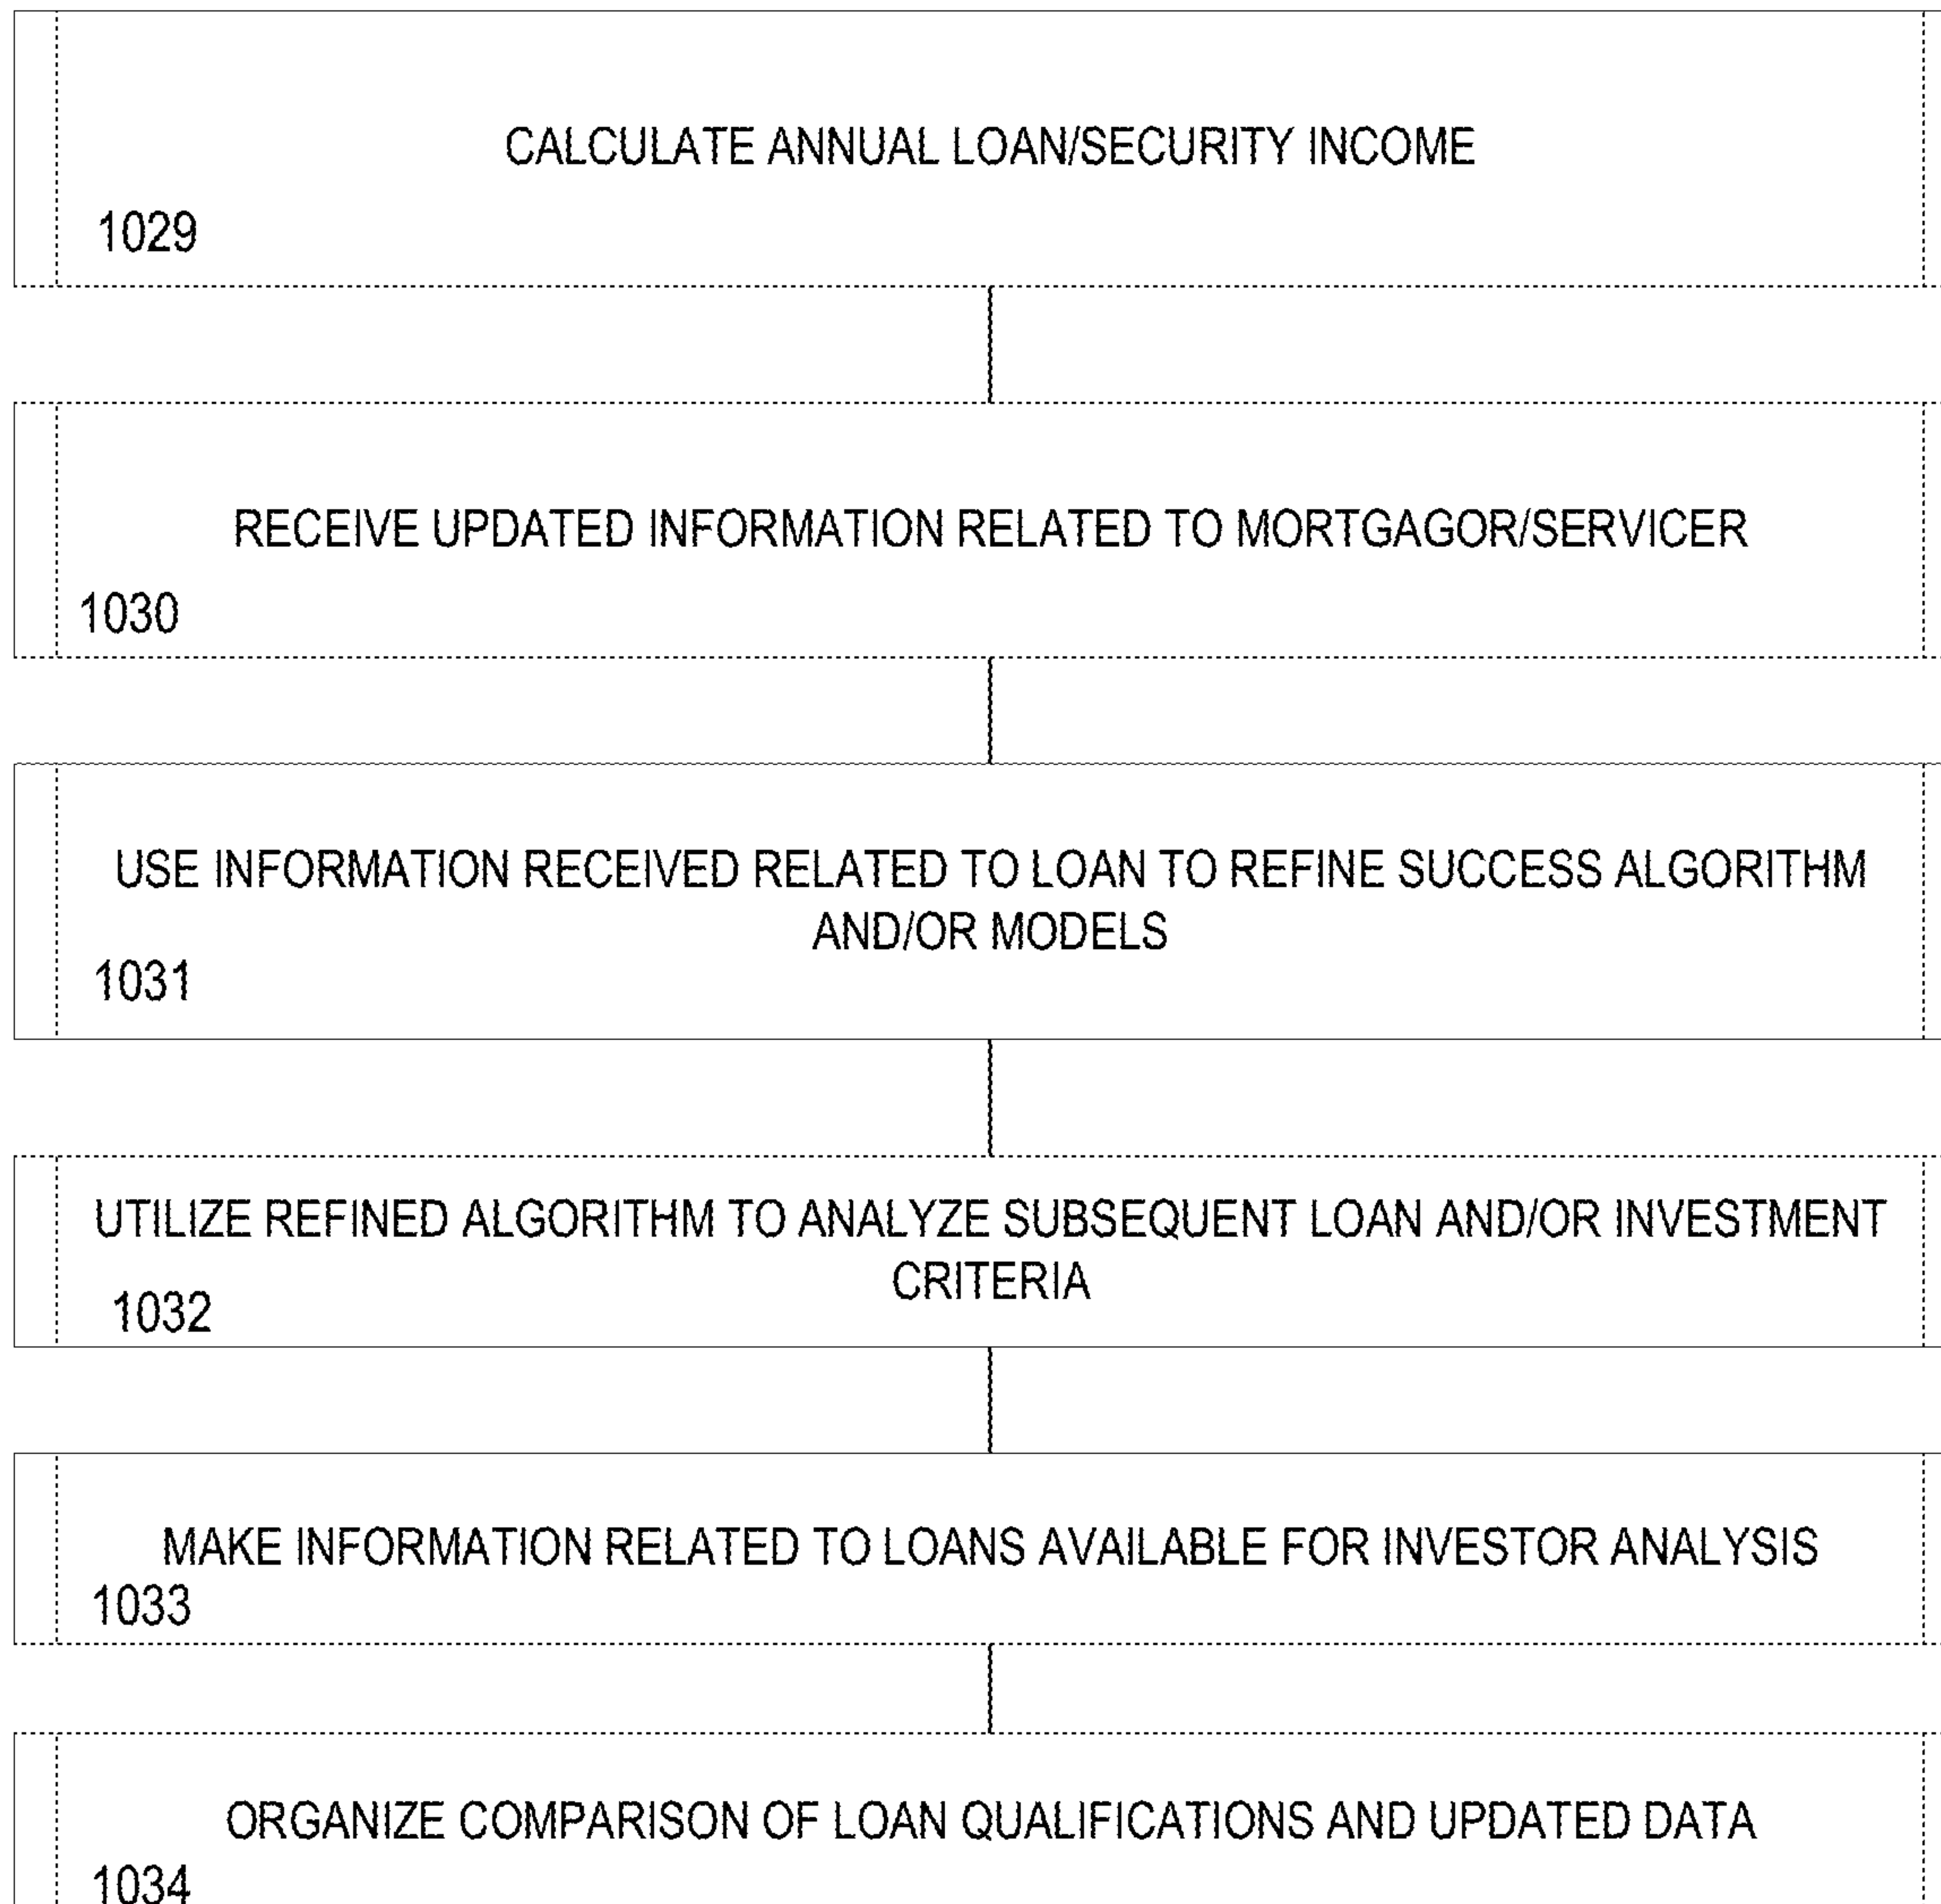 CALCULATE ANNUAL LOAN/SECURITY INCOME
1029
RECEIVE UPDATED INFORMATION RELATED TO MORTGAGOR/SERVICER
1030
USE INFORMATION RECEIVED RELATED TO LOAN TO REFINE SUCCESS ALGORITHM
AND/OR MODELS
1031
UTILIZE REFINED ALGORITHM TO ANALYZE SUBSEQUENT LOAN AND/OR INVESTMENT
CRITERIA
1032
MAKE INFORMATION RELATED TO LOANS AVAILABLE FOR INVESTOR ANALYSIS
1033
ORGANIZE COMPARISON OF LOAN QUALIFICATIONS AND UPDATED DATA
1034